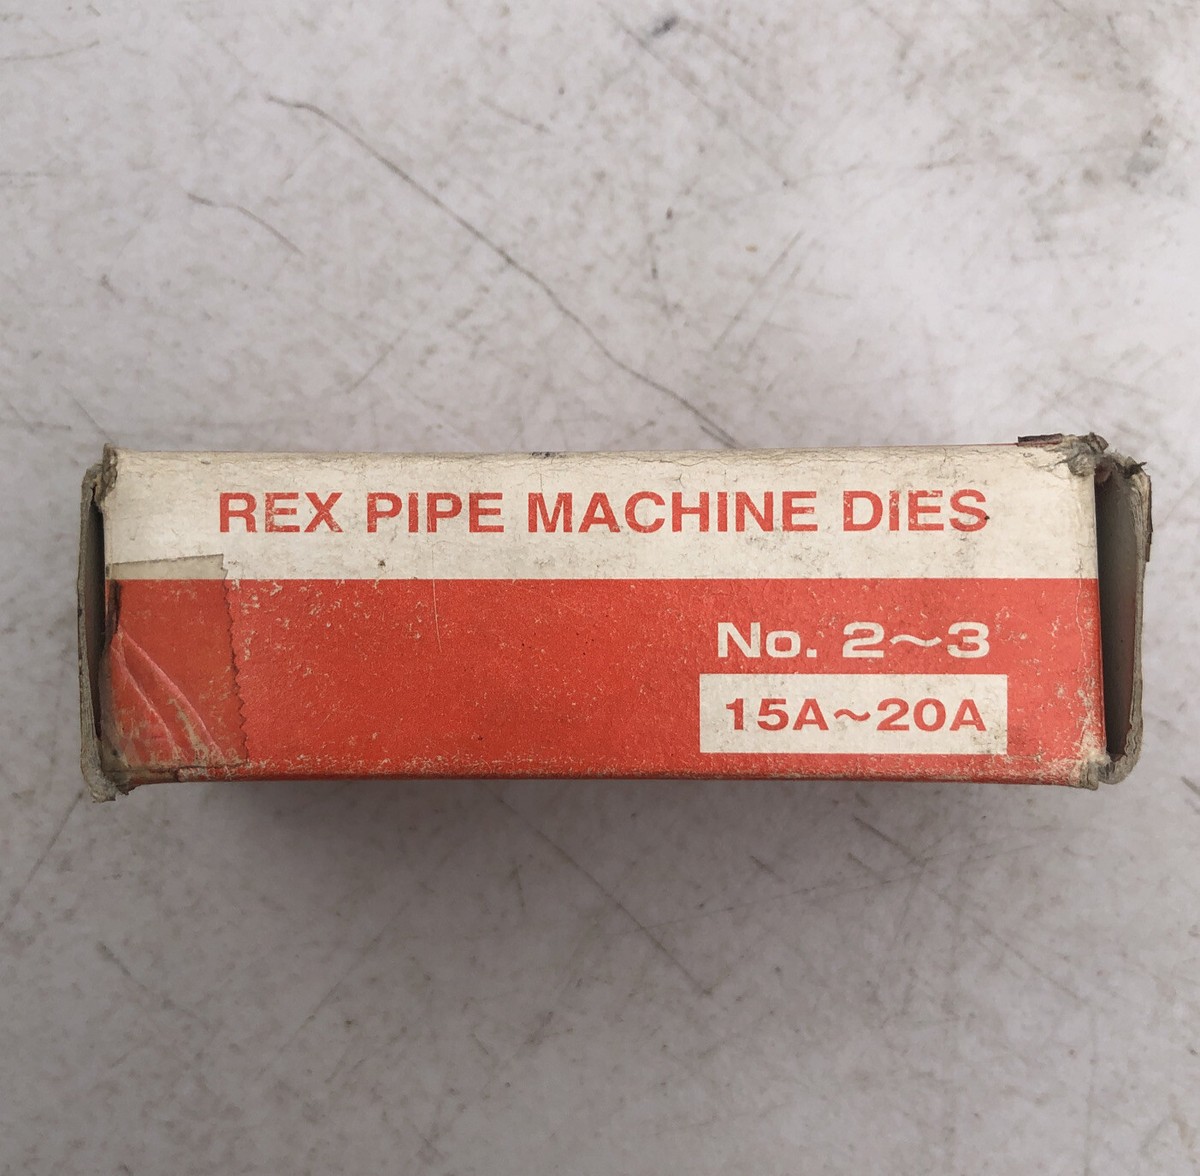 REX PIPE MACHINE DIES
No. 2~3
15A~20A